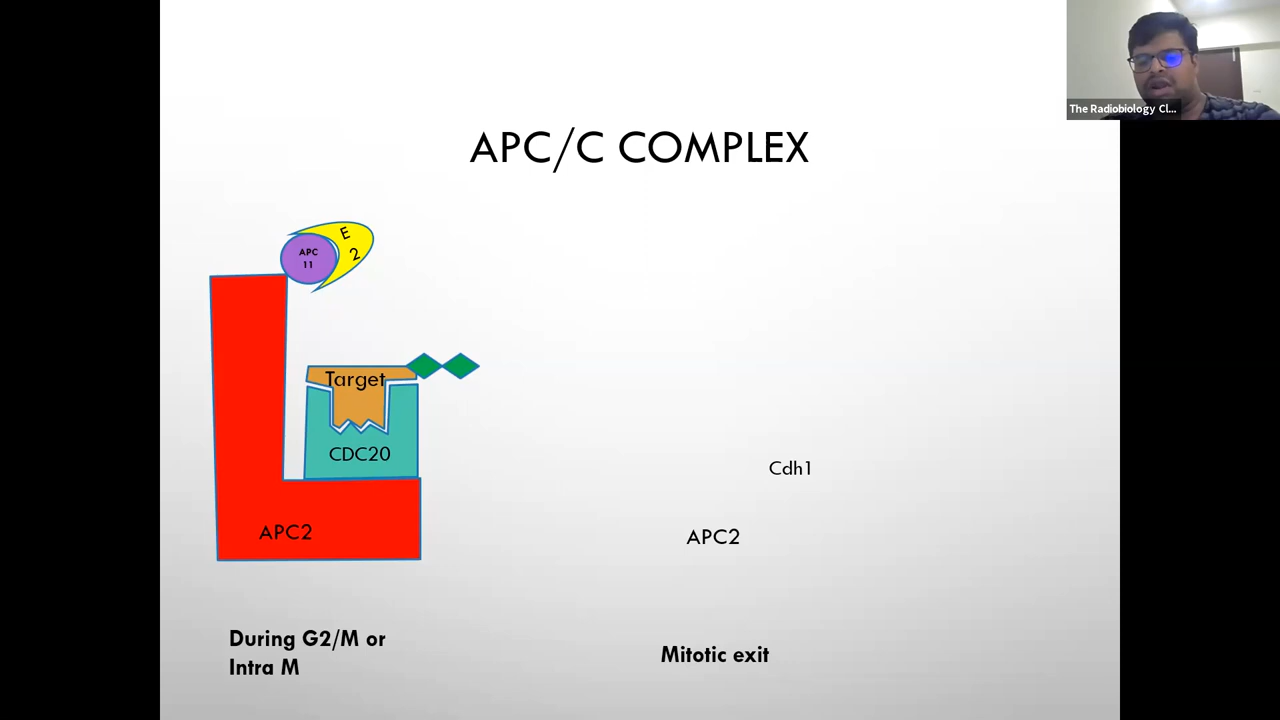 The Radiobiology Cl...
APC/C COMPLEX
E
2
APC
11
Target
CDC20
APC2
Cdh1
APC2
During G2/M or
Intra M
Mitotic exit